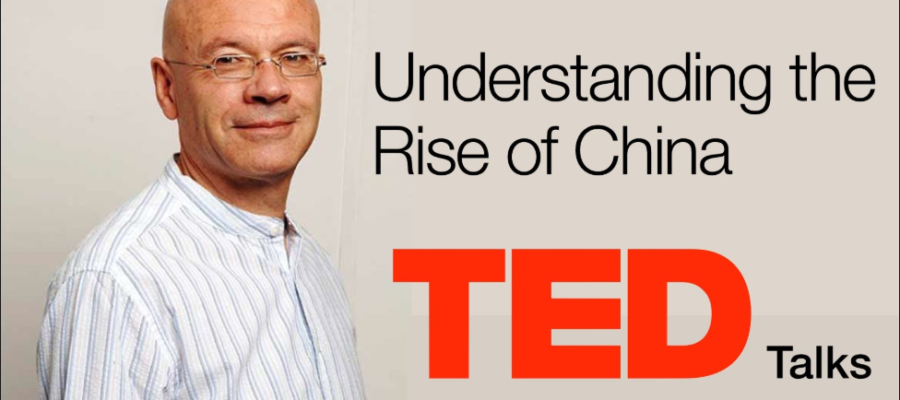 Understanding the
Rise of China
TED Talks